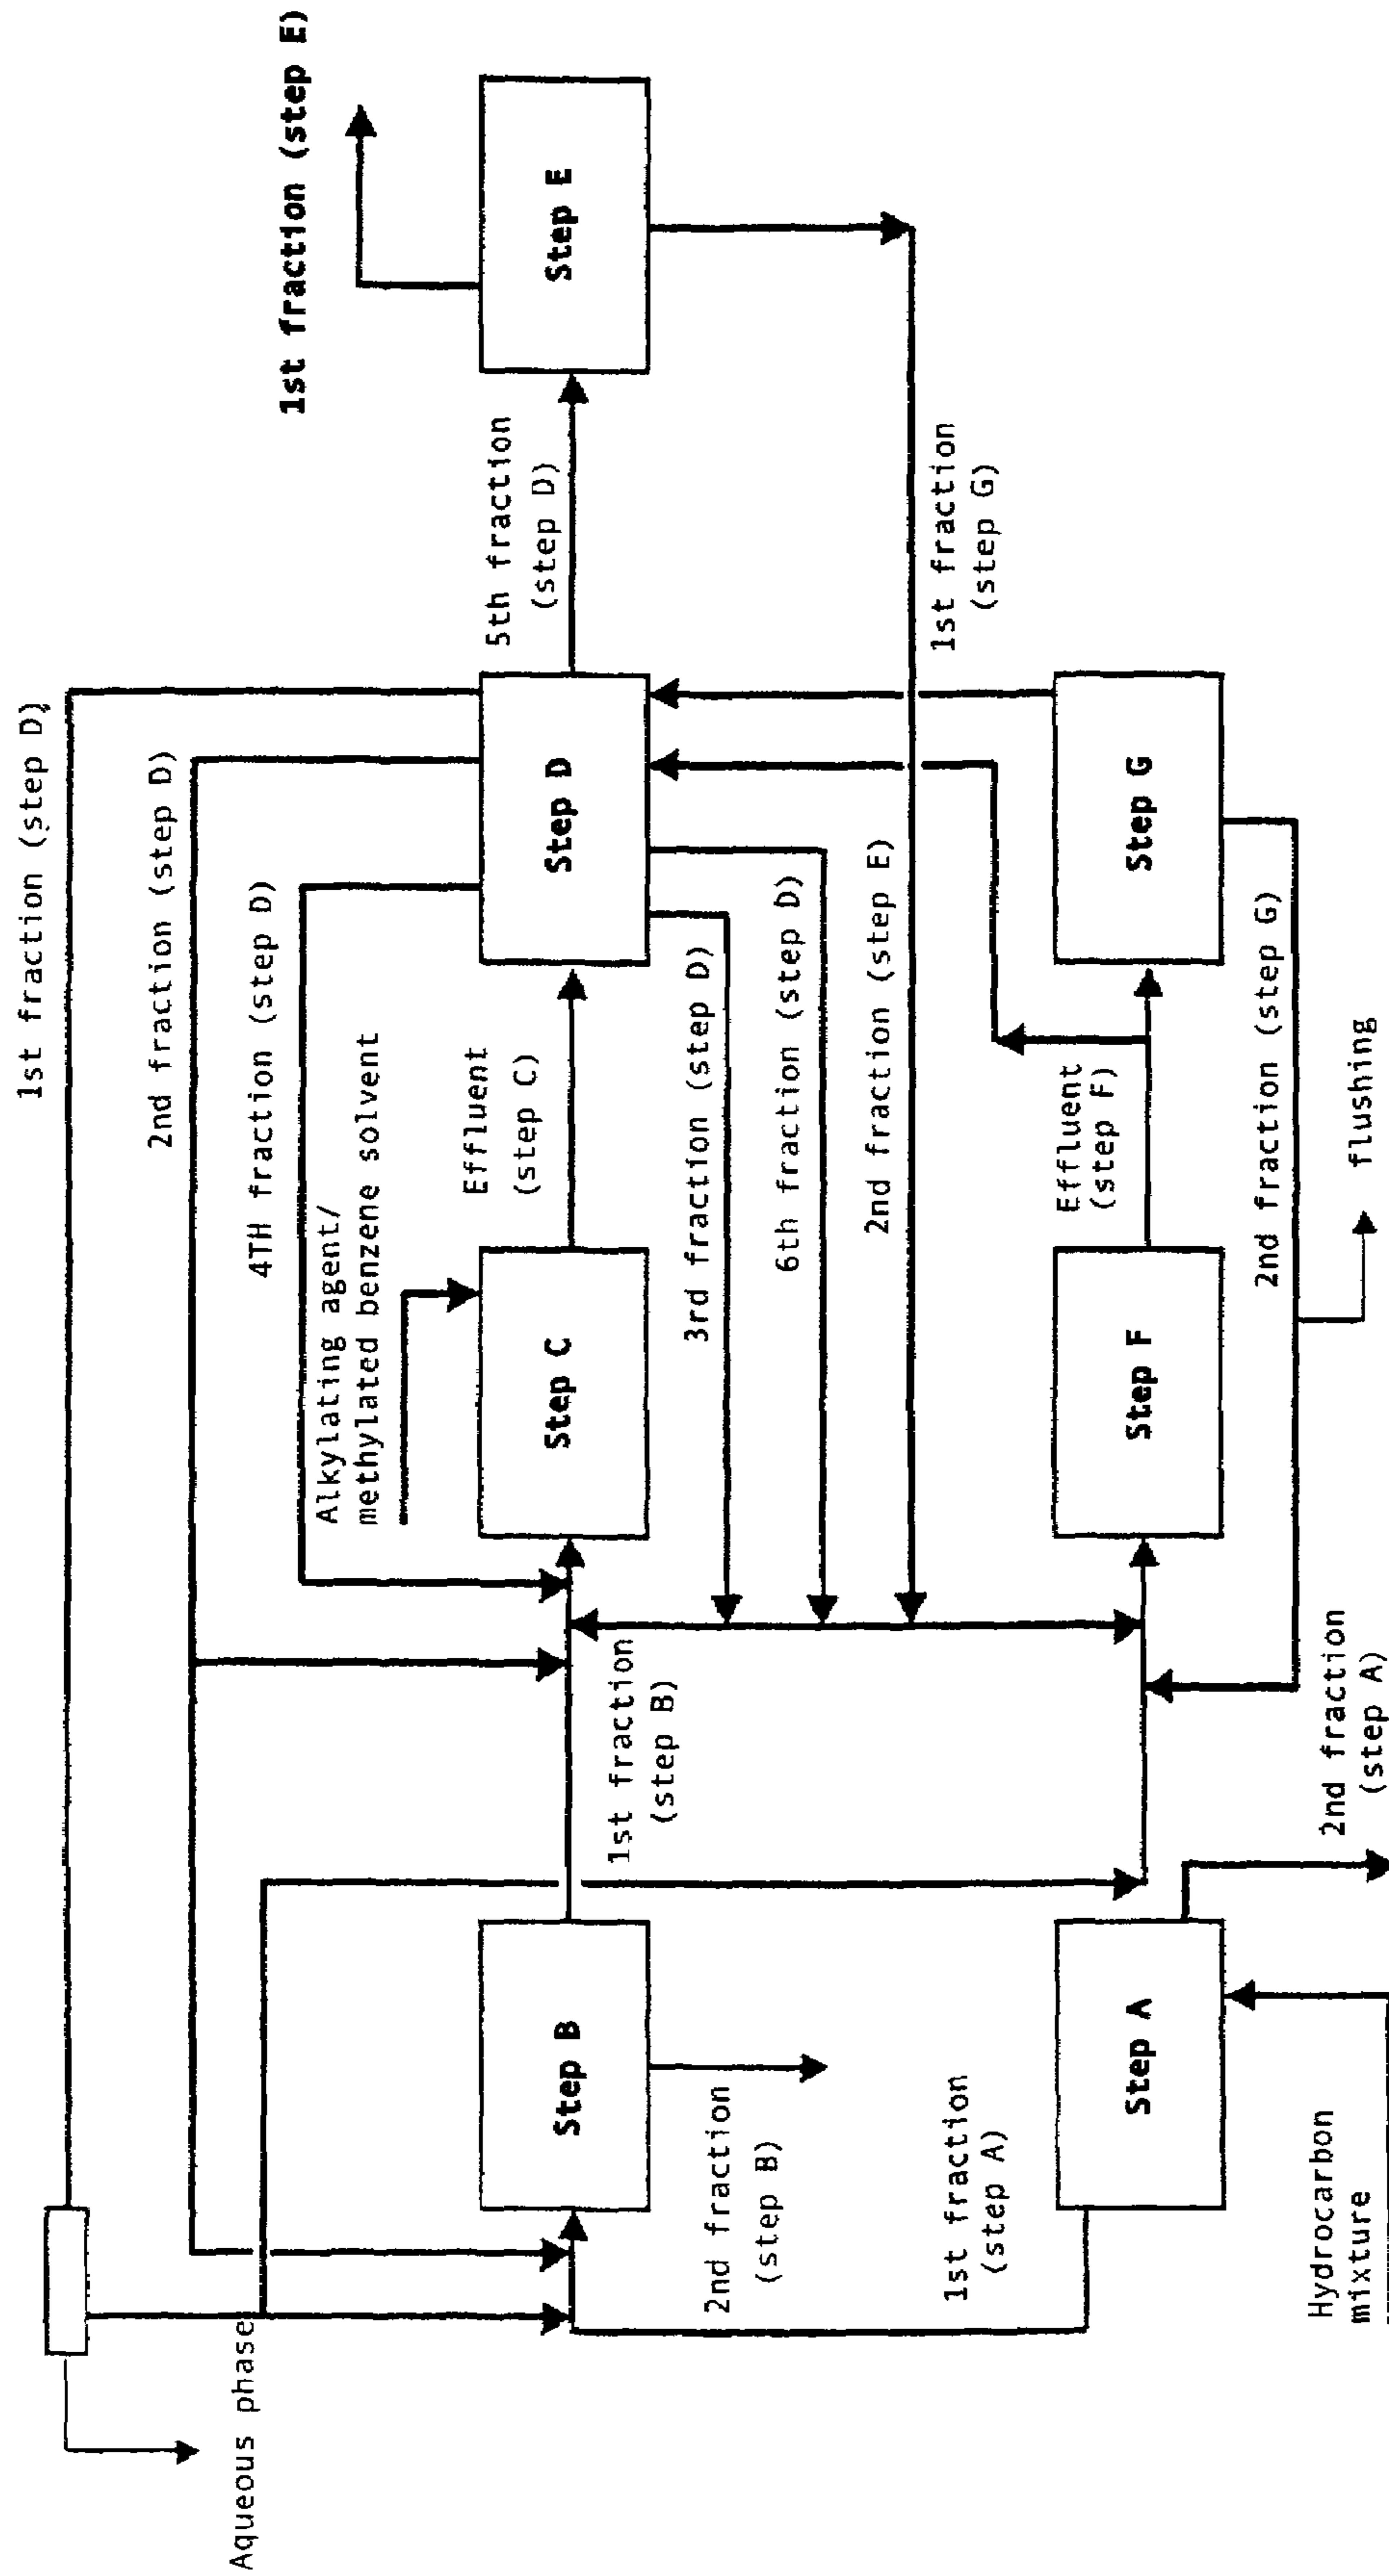 1st fraction (step D)
2nd fraction (step D)
4TH fraction (step D)
1st fraction (step E)
Alkylating agent/
methylated benzene solvent
Aqueous phase
Effluent
(step C)
5th fraction
(step D)
Step B
Step C
Step D
Step E
1st fraction
(step B)
2nd fraction
(step B)
3rd fraction (step D)
6th fraction (step D)
2nd fraction (step E)
1st fraction
(step G)
1st fraction
(step A)
Effluent
(step F)
Step A
Step F
Step G
2nd fraction (step G)
Hydrocarbon
mixture
2nd fraction
(step A)
flushing